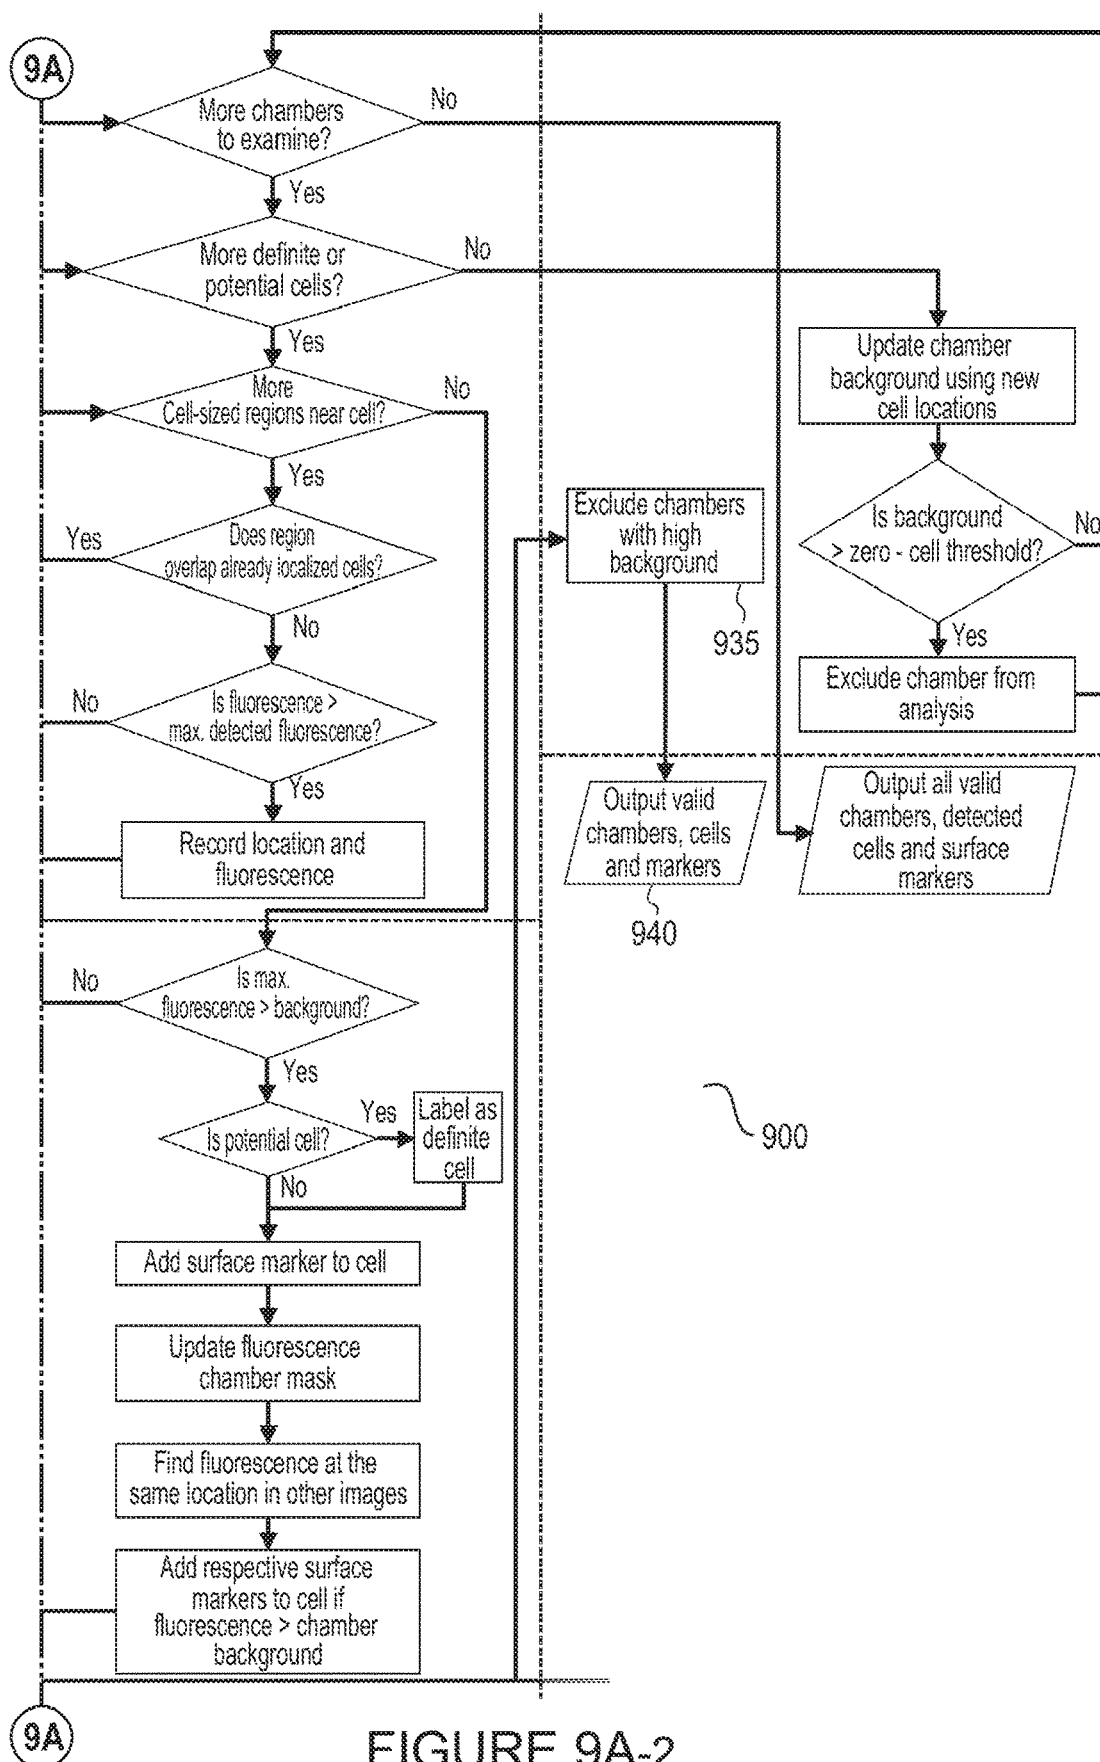 9A
More chambers
to examine?
No
Yes
More definite or
potential cells?
No
Yes
More
Cell-sized regions near cell?
No
Yes
Does region
overlap already localized cells?
Yes
No
Is fluorescence >
max. detected fluorescence?
No
Yes
Record location and
fluorescence
Is max.
fluorescence > background?
No
Yes
Is potential cell?
Yes
Label as
definite
cell
No
Add surface marker to cell
Update fluorescence
chamber mask
Find fluorescence at the
same location in other images
Add respective surface
markers to cell if
fluorescence > chamber
background
9A
Exclude chambers
with high
background
935
Output valid
chambers, cells
and markers
940
Update chamber
background using new
cell locations
Is background
> zero - cell threshold?
No
Yes
Exclude chamber from
analysis
Output all valid
chambers, detected
cells and surface
markers
900
FIGURE 9A-2